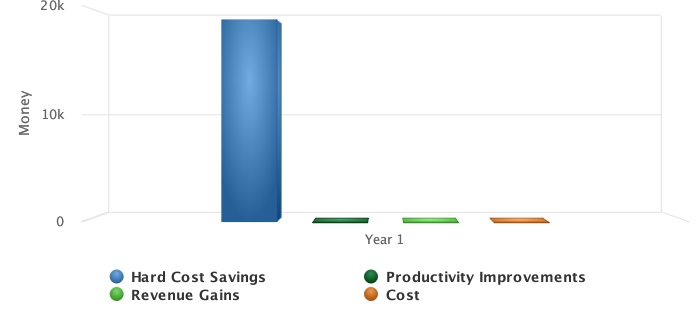 20k
Money
10k
0
Year 1
Hard Cost Savings
Productivity Improvements
Revenue Gains
Cost